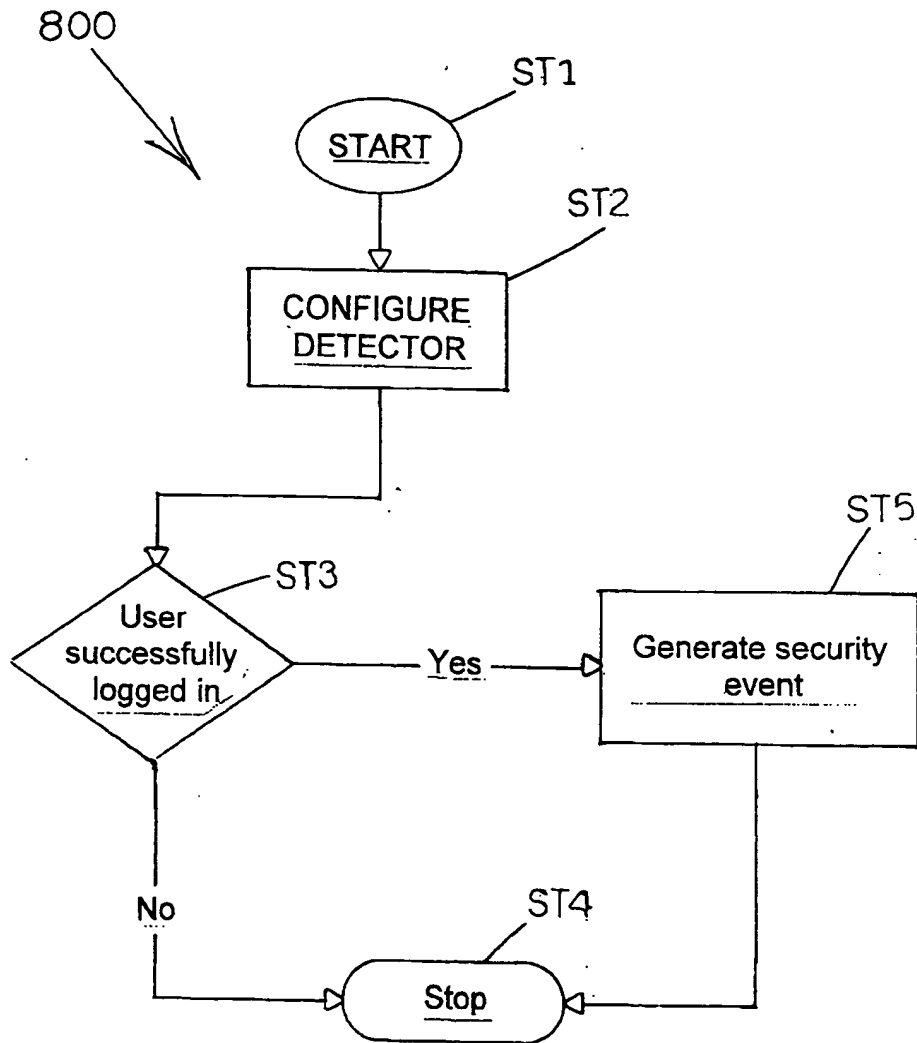 800
ST1
START
ST2
CONFIGURE
DETECTOR
ST5
ST3
User
successfully
logged in
Yes
Generate security
event
No
ST4
Stop